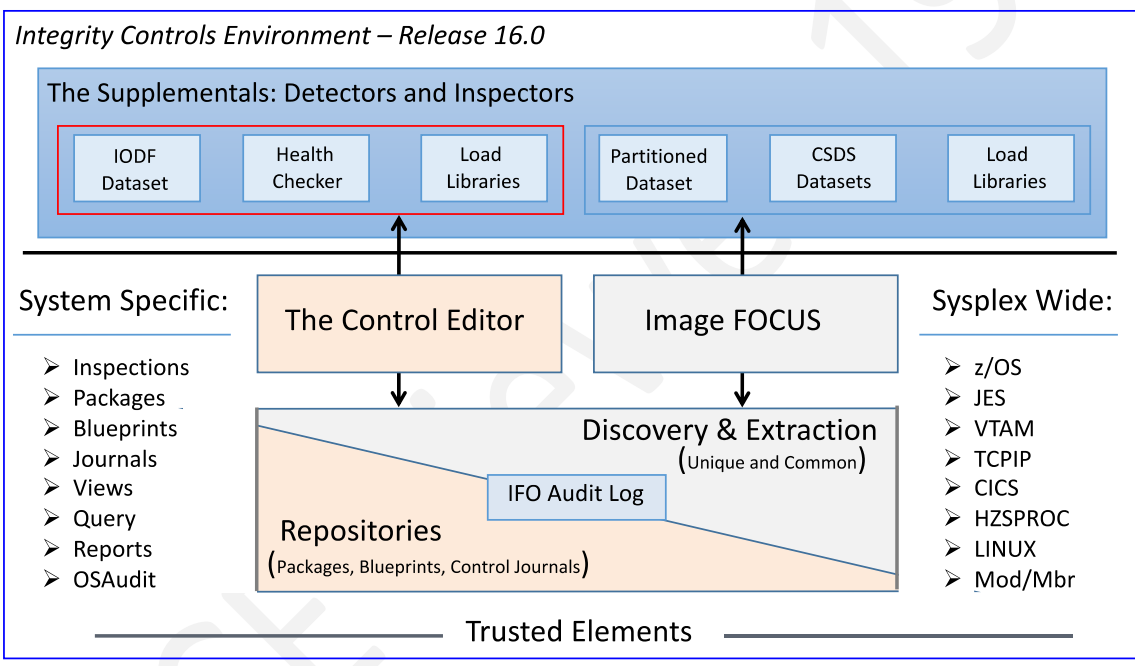 Integrity Controls Environment – Release 16.0
The Supplementals: Detectors and Inspectors
IODF
Dataset
Health
Checker
Load
Libraries
Partitioned
Dataset
CSDS
Datasets
Load
Libraries
System Specific:
Inspections
Packages
Blueprints
Journals
Views
Query
Reports
OSAudit
The Control Editor
Image FOCUS
Discovery & Extraction
(Unique and Common)
IFO Audit Log
Repositories
(Packages, Blueprints, Control Journals)
Sysplex Wide:
z/OS
JES
VTAM
TCPIP
CICS
HZSPROC
LINUX
Mod/Mbr
Trusted Elements